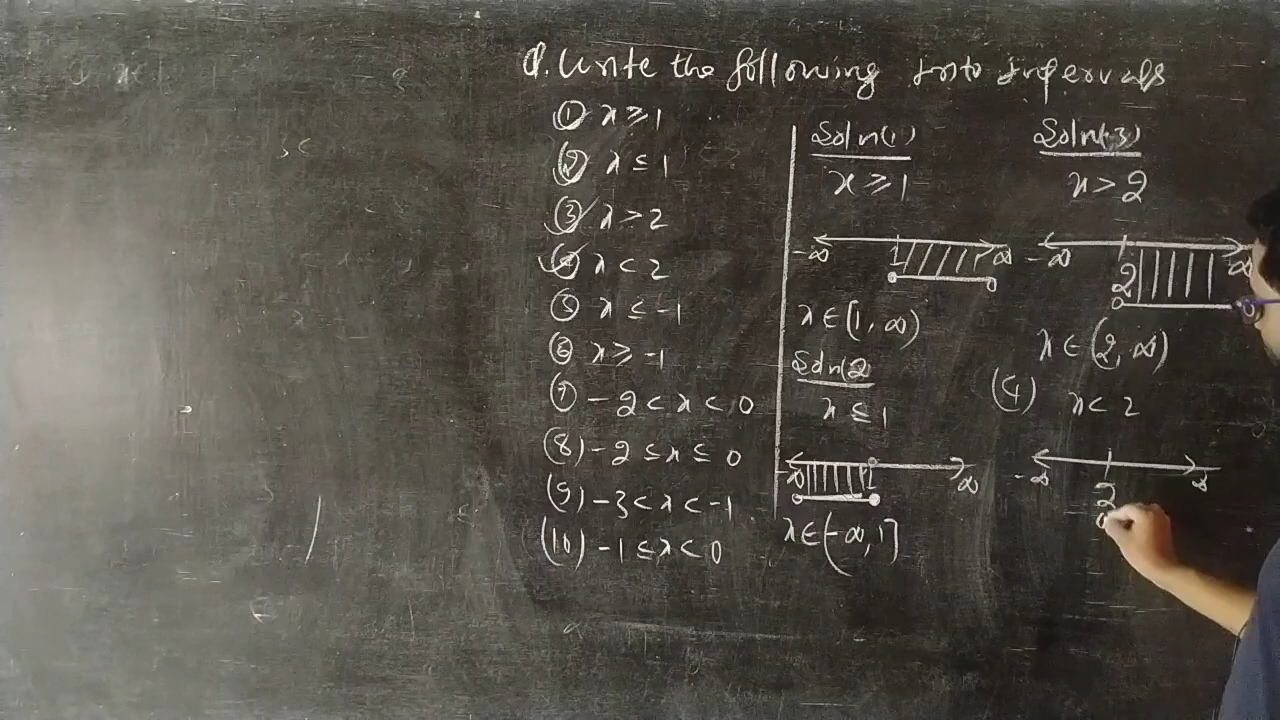 Q. Write the following into intervals
① x ≥ 1
② x ≤ 1
③ x > 2
④ x < 2
⑤ x ≤ -1
⑥ x ≥ -1
⑦ -2 < x < 0
(8) -2 ≤ x ≤ 0
(9) -3 < x < -1
(10) -1 ≤ x < 0
Soln(1)
x ≥ 1
-∞ 1 ∞
x ∈ [1, ∞)
Soln(2)
x ≤ 1
-∞ 1 ∞
x ∈ (-∞, 1]
Soln(3)
x > 2
-∞ 2 ∞
x ∈ (2, ∞)
(4) x < 2
-∞ 2 ∞